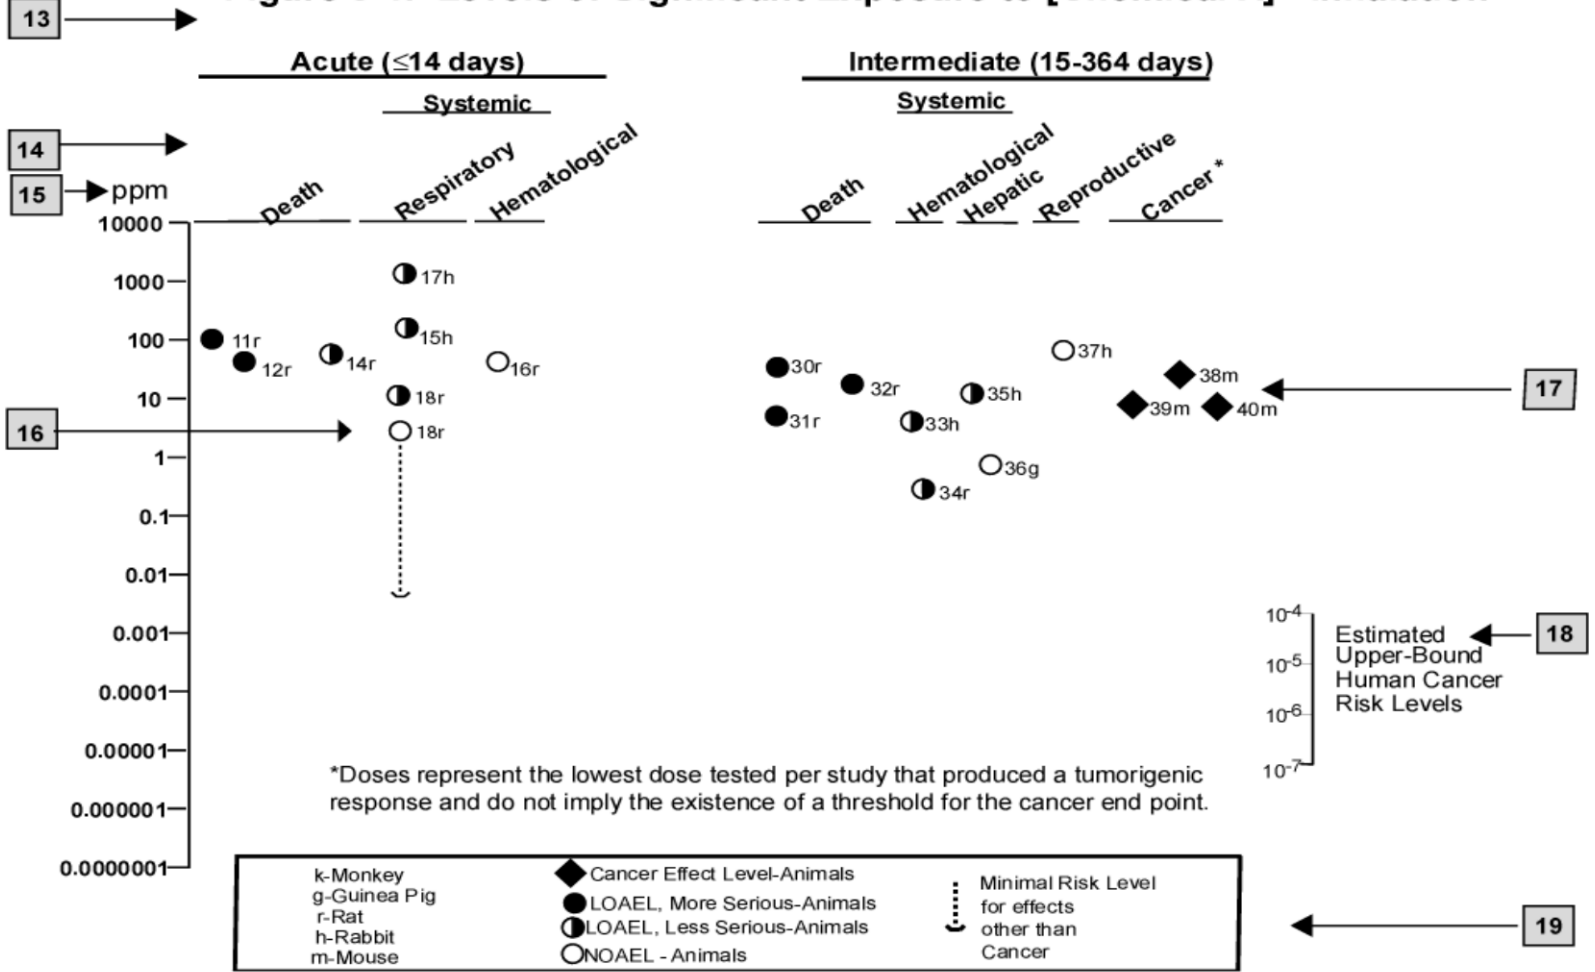 13
Acute (≤14 days)
Intermediate (15-364 days)
Systemic
Systemic
14
15
ppm
Death
Respiratory
Hematological
Death
Hematological
Hepatic
Reproductive
Cancer *
10000
1000
100
10
1
0.1
0.01
0.001
0.0001
0.00001
0.000001
0.0000001
17h
15h
11r
12r
14r
16r
18r
18r
16
30r
31r
32r
33h
34r
35h
36g
37h
38m
39m
40m
17
10-4
10-5
10-6
10-7
Estimated
Upper-Bound
Human Cancer
Risk Levels
18
*Doses represent the lowest dose tested per study that produced a tumorigenic
response and do not imply the existence of a threshold for the cancer end point.
k-Monkey
g-Guinea Pig
r-Rat
h-Rabbit
m-Mouse
Cancer Effect Level-Animals
LOAEL, More Serious-Animals
LOAEL, Less Serious-Animals
NOAEL - Animals
Minimal Risk Level
for effects
other than
Cancer
19